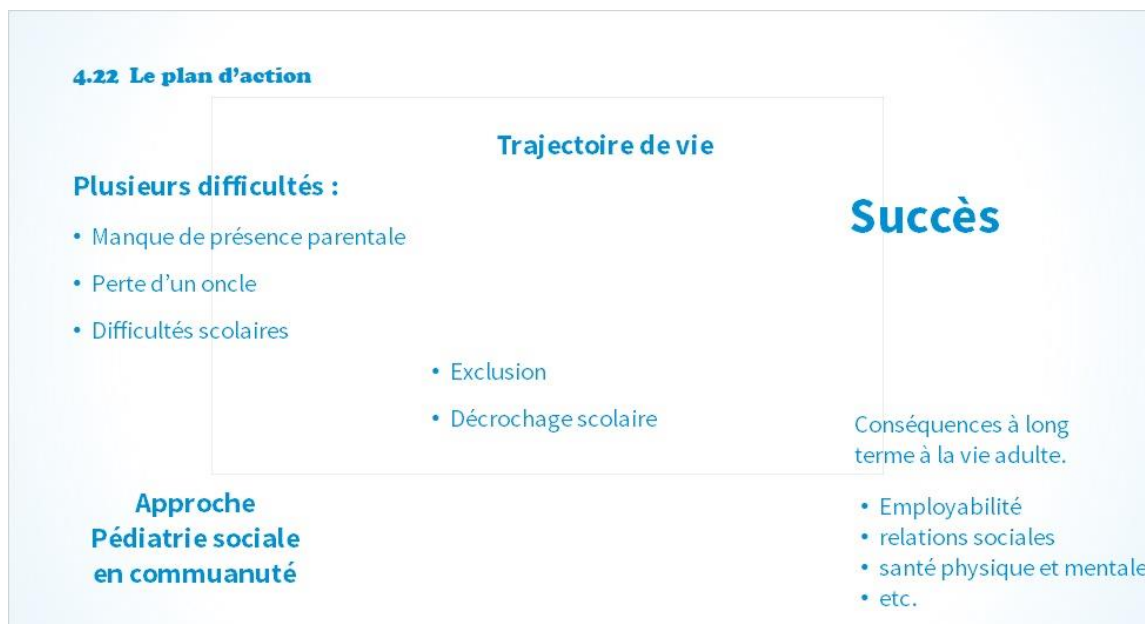 4.22 Le plan d'action
Trajectoire de vie
Plusieurs difficultés :
• Manque de présence parentale
• Perte d'un oncle
• Difficultés scolaires
Succès
• Exclusion
• Décrochage scolaire
Conséquences à long
terme à la vie adulte.
• Employabilité
• relations sociales
• santé physique et mentale
• etc.
Approche
Pédiatrie sociale
en commuanuté